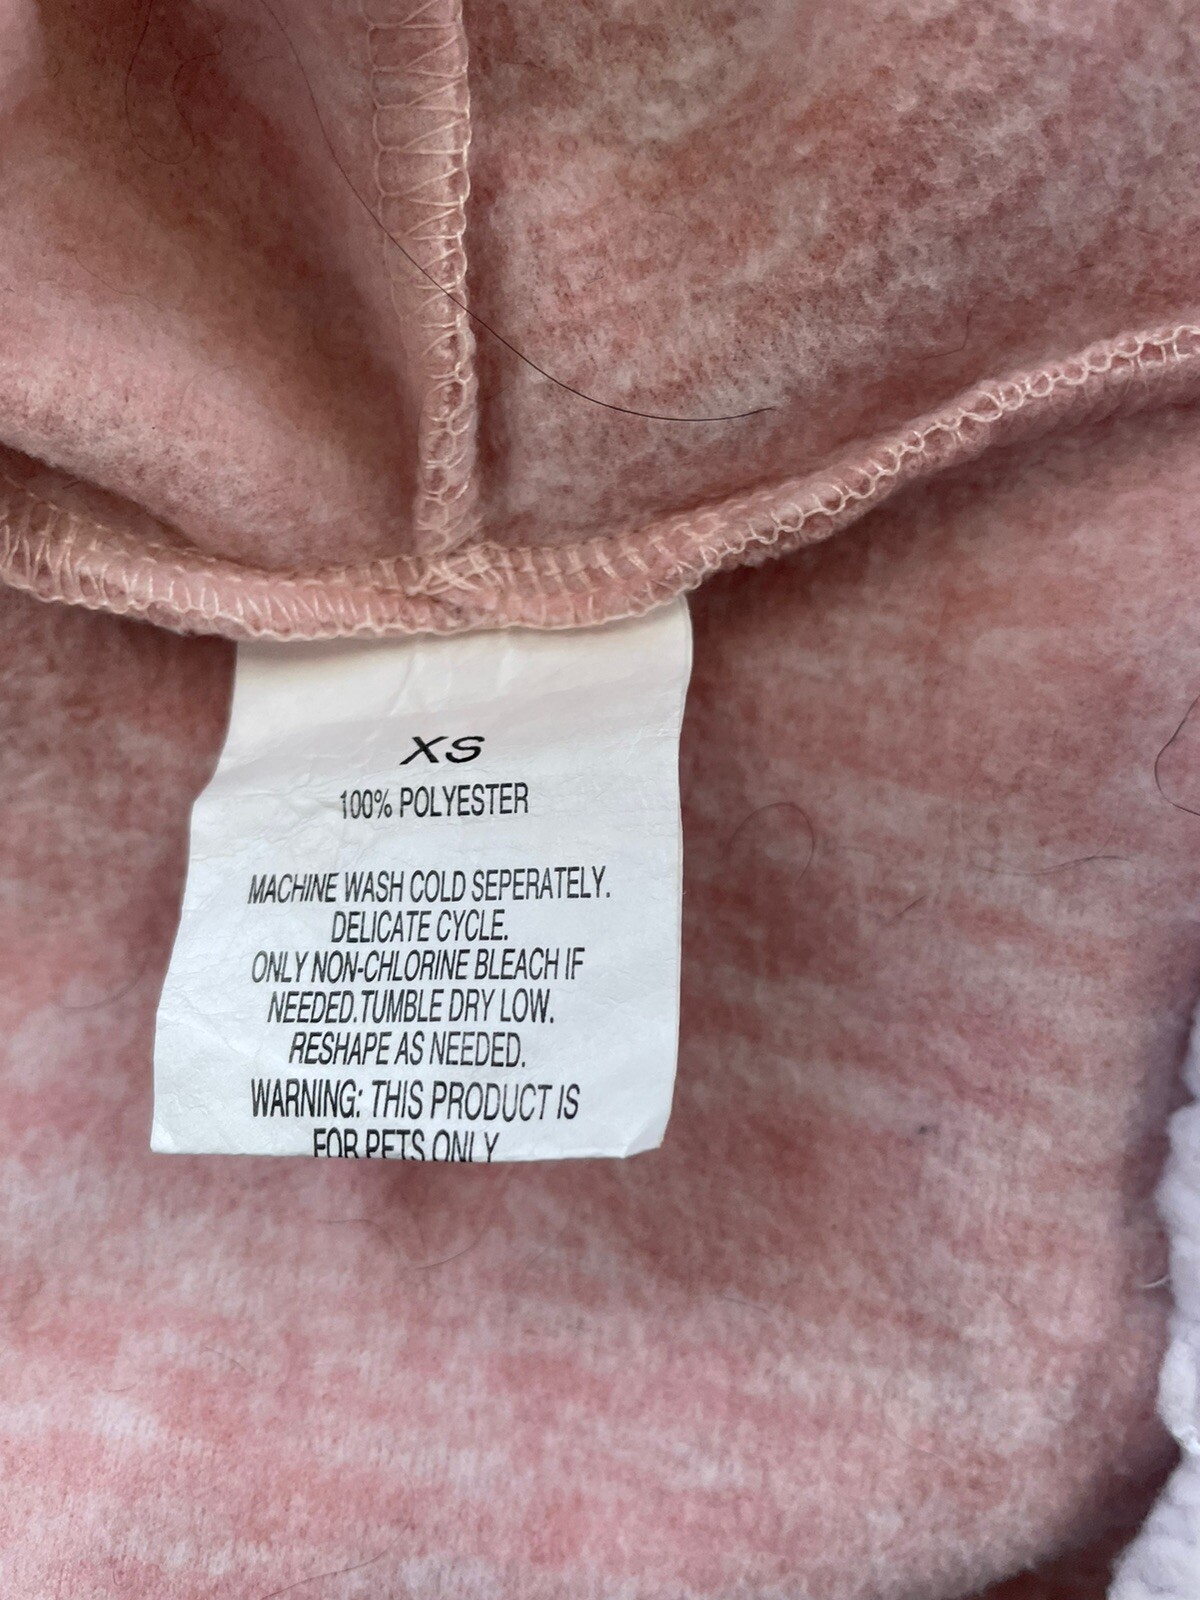 XS
100% POLYESTER
MACHINE WASH COLD SEPERATELY.
DELICATE CYCLE.
ONLY NON-CHLORINE BLEACH IF
NEEDED.TUMBLE DRY LOW.
RESHAPE AS NEEDED.
WARNING: THIS PRODUCT IS
FOR PETS ONLY